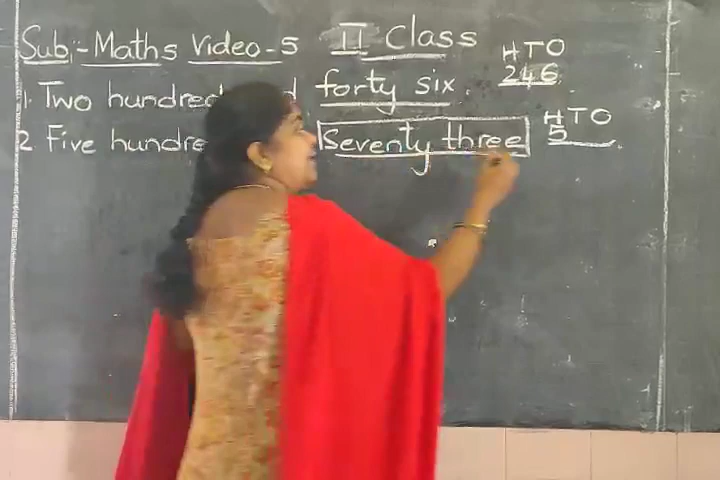 Sub:- Maths Video-5 II Class
HTO
1. Two hundred forty six. 246
HTO
2 Five hundre Seventy three 5